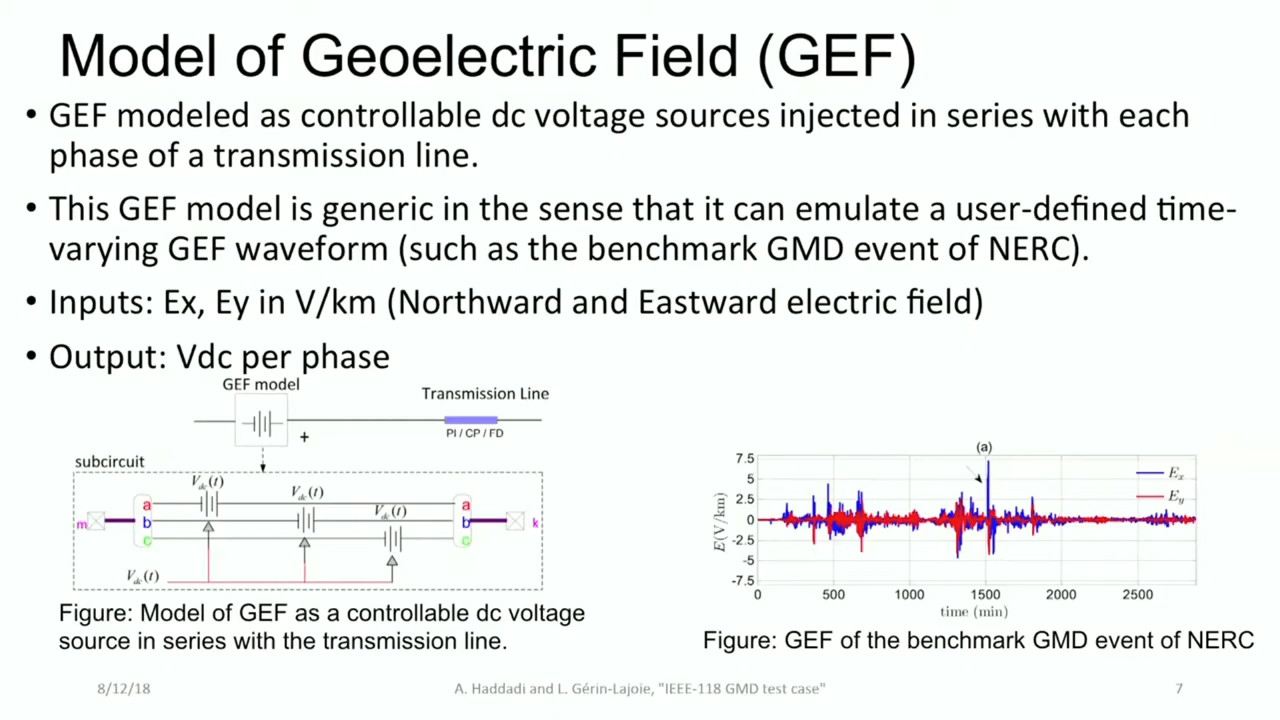 Model of Geoelectric Field (GEF)
• GEF modeled as controllable dc voltage sources injected in series with each
phase of a transmission line.
• This GEF model is generic in the sense that it can emulate a user-defined time-
varying GEF waveform (such as the benchmark GMD event of NERC).
• Inputs: Ex, Ey in V/km (Northward and Eastward electric field)
• Output: Vdc per phase
GEF model
Transmission Line
+
PI / CP / FD
subcircuit
Vdc(t)
Vdc(t)
Vdc(t)
a
b
c
m
a
b
c
k
Vdc(t)
Figure: Model of GEF as a controllable dc voltage
source in series with the transmission line.
(a)
7.5
5
2.5
0
-2.5
-5
-7.5
E(V/km)
Ex
Ey
0 500 1000 1500 2000 2500
time (min)
Figure: GEF of the benchmark GMD event of NERC
8/12/18
A. Haddadi and L. Gérin-Lajoie, "IEEE-118 GMD test case"
7